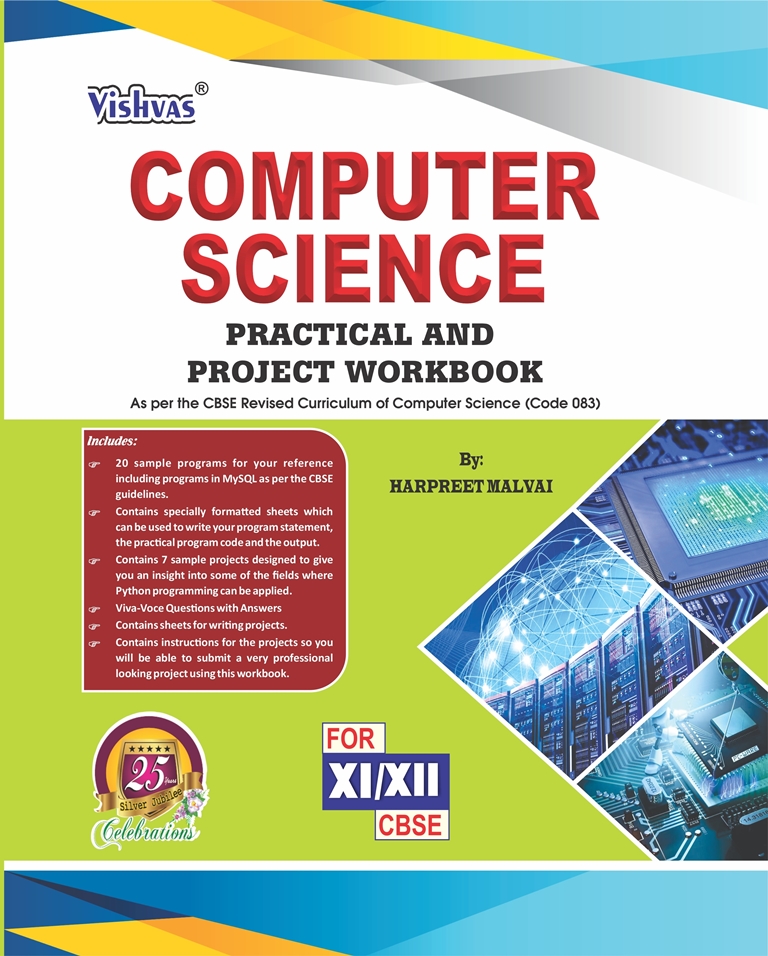 VISHVAS®
COMPUTER
SCIENCE
PRACTICAL AND
PROJECT WORKBOOK
As per the CBSE Revised Curriculum of Computer Science (Code 083)
Includes:
☞ 20 sample programs for your reference
including programs in MySQL as per the CBSE
guidelines.
☞ Contains specially formatted sheets which
can be used to write your program statement,
the practical program code and the output.
☞ Contains 7 sample projects designed to give
you an insight into some of the fields where
Python programming can be applied.
☞ Viva-Voce Questions with Answers
☞ Contains sheets for writing projects.
☞ Contains instructions for the projects so you
will be able to submit a very professional
looking project using this workbook.
By:
HARPREET MALVAI
25 Years
Silver Jubilee
Celebrations
FOR
XI/XII
CBSE